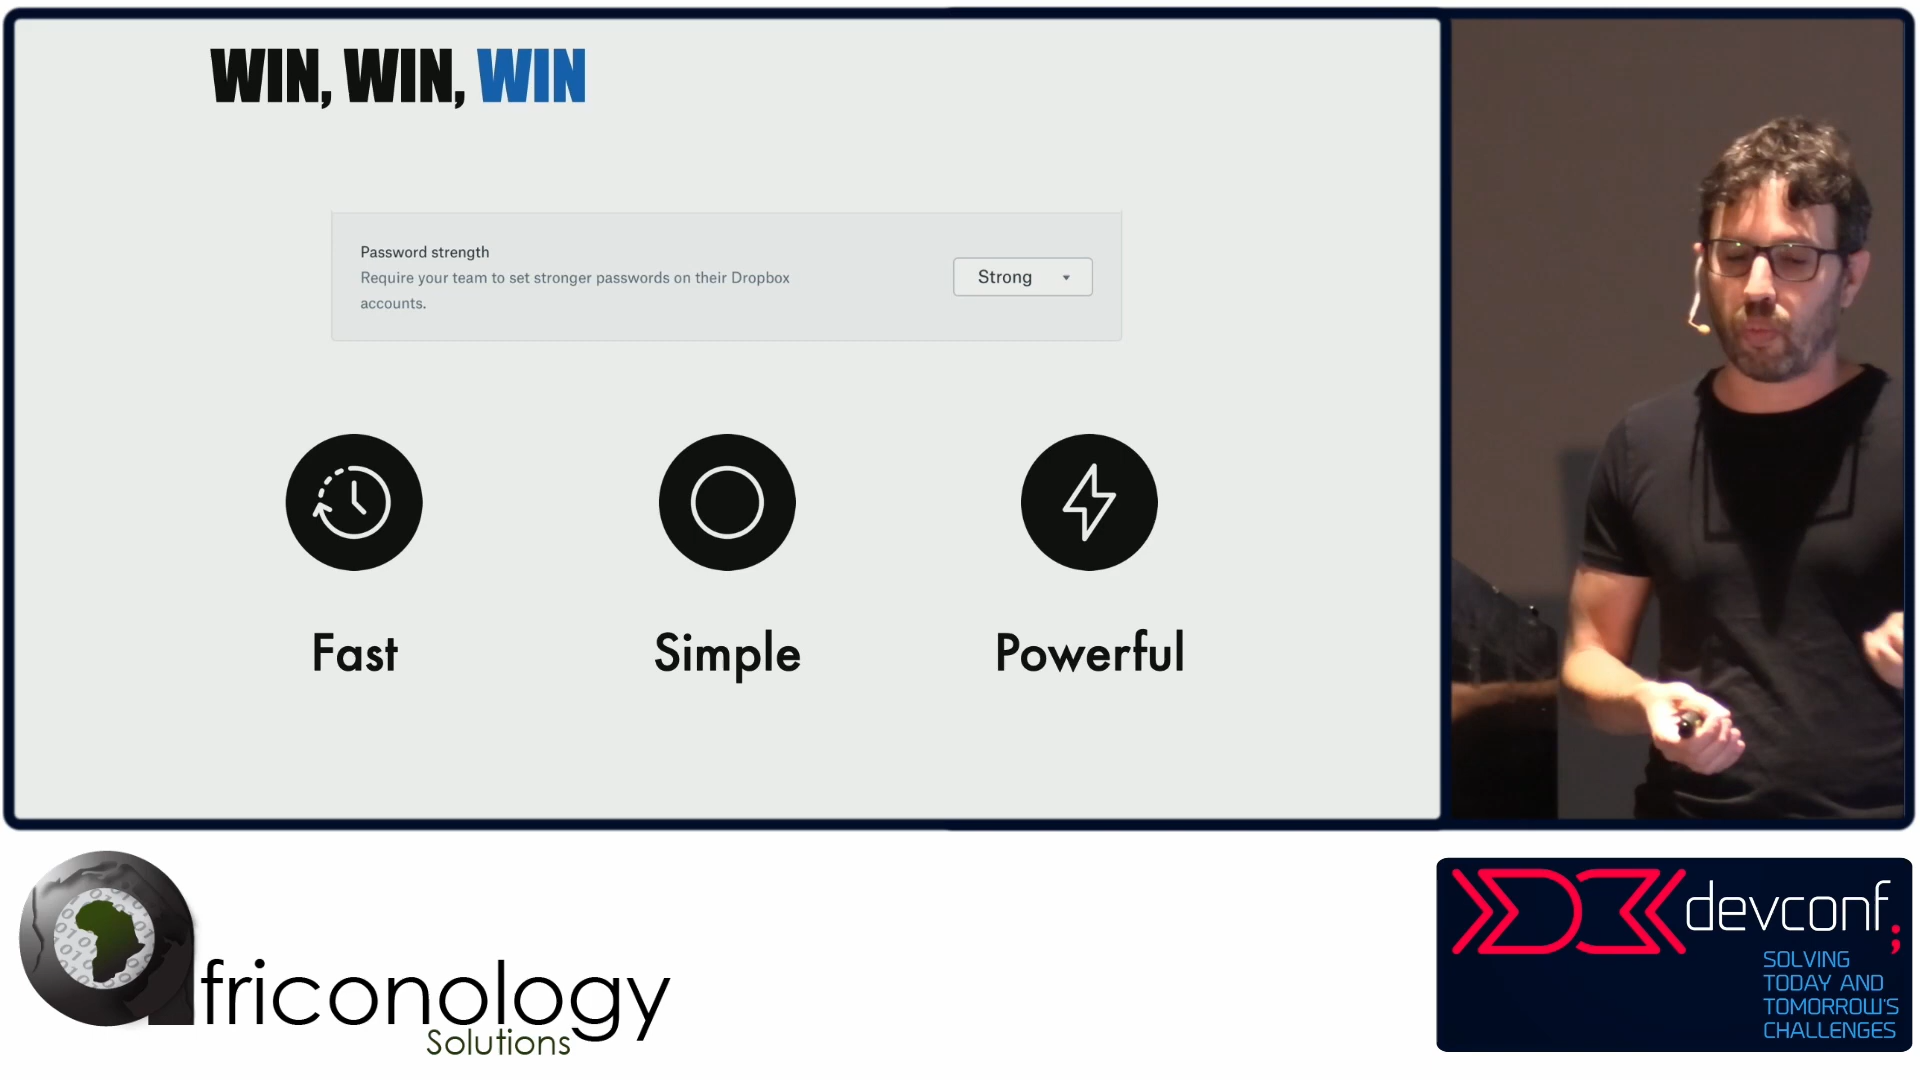 WIN, WIN, WIN
Password strength
Require your team to set stronger passwords on their Dropbox
accounts.
Strong
Fast
Simple
Powerful
africonology
Solutions
devconf;
SOLVING
TODAY AND
TOMORROW'S
CHALLENGES